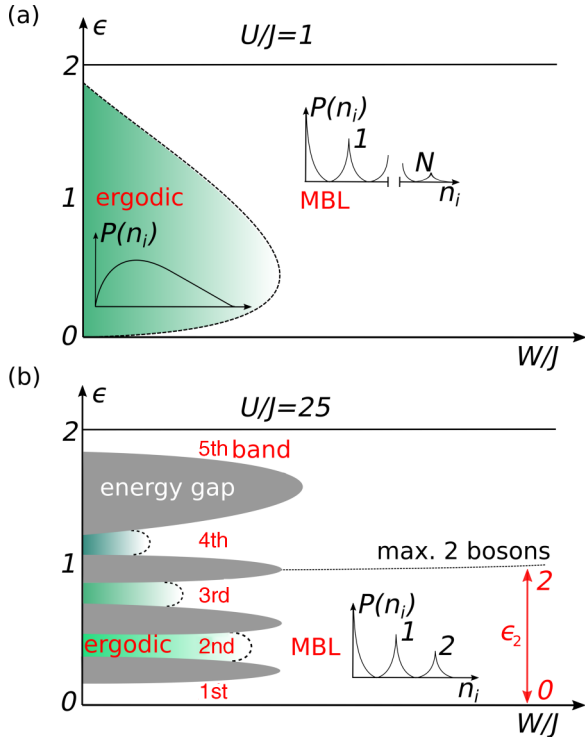 (a)
ϵ
U/J=1
2
P(n_i)
1
N
n_i
MBL
1
ergodic
P(n_i)
0
W/J
(b)
ϵ
U/J=25
2
5th band
energy gap
4th
max. 2 bosons
1
2
3rd
P(n_i)
1
2
ergodic
2nd
MBL
ϵ_2
n_i
1st
0
0
W/J